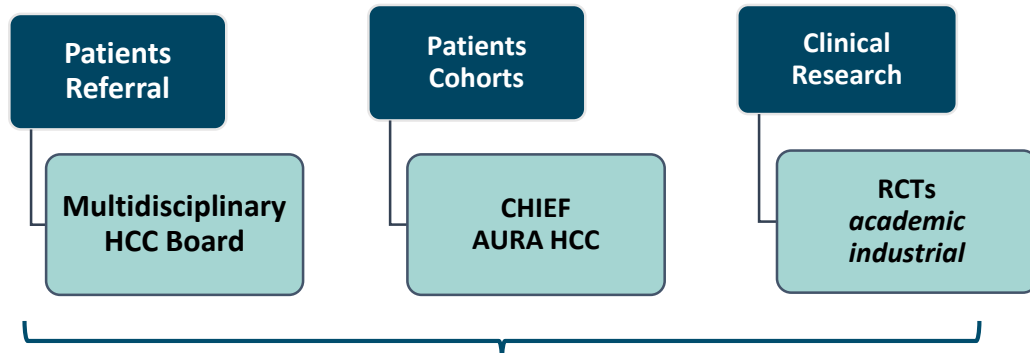 Patients
Referral
Multidisciplinary
HCC Board
Patients
Cohorts
CHIEF
AURA HCC
Clinical
Research
RCTs
academic
industrial